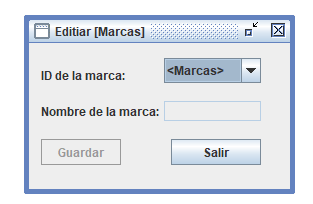 Editiar [Marcas]
ID de la marca: <Marcas>
Nombre de la marca:
Guardar Salir